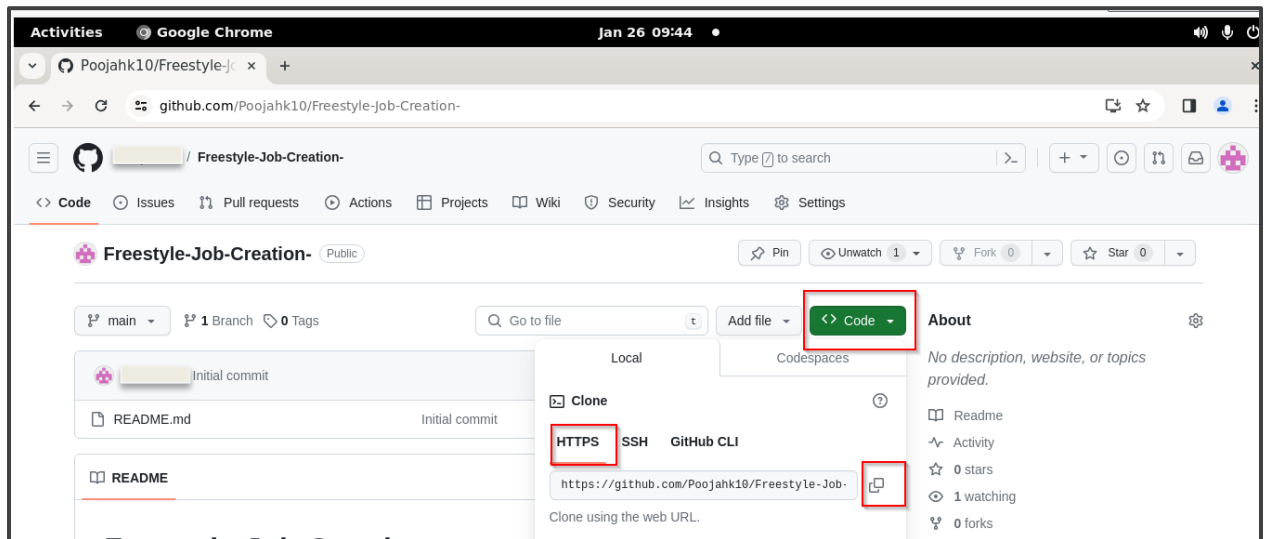 Activities Google Chrome Jan 26 09:44
Poojahk10/Freestyle-Jo
github.com/Poojahk10/Freestyle-Job-Creation-
/ Freestyle-Job-Creation- Type / to search
Code Issues Pull requests Actions Projects Wiki Security Insights Settings
Freestyle-Job-Creation- Public Pin Unwatch 1 Fork 0 Star 0
main 1 Branch 0 Tags Go to file t Add file Code About
Local Codespaces No description, website, or topics
provided.
Initial commit
Clone
README.md Initial commit Readme
HTTPS SSH GitHub CLI Activity
0 stars
README https://github.com/Poojahk10/Freestyle-Job-
1 watching
Clone using the web URL. 0 forks